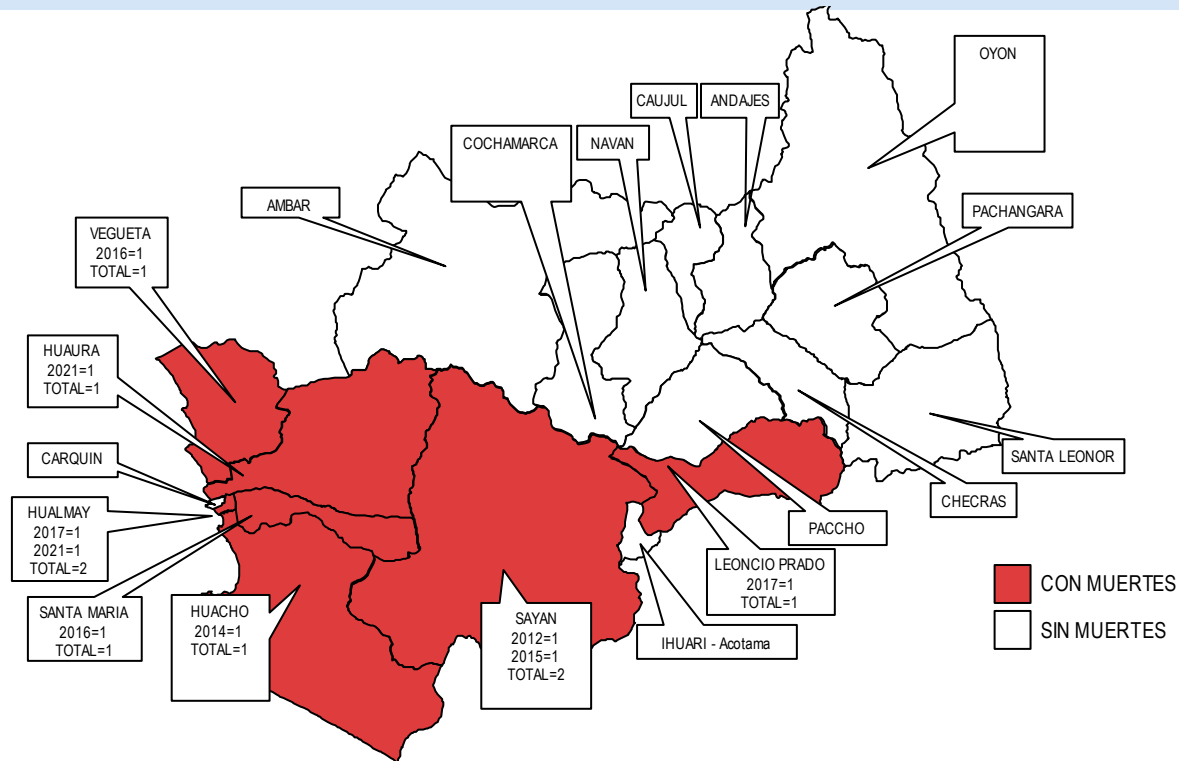 OYON
CAUJUL
ANDAJES
COCHAMARCA
NAVAN
AMBAR
PACHANGARA
VEGUETA
2016=1
TOTAL=1
HUAURA
2021=1
TOTAL=1
CARQUIN
SANTA LEONOR
HUALMAY
2017=1
2021=1
TOTAL=2
CHECRAS
PACCHO
LEONCIO PRADO
2017=1
TOTAL=1
SANTA MARIA
2016=1
TOTAL=1
HUACHO
2014=1
TOTAL=1
SAYAN
2012=1
2015=1
TOTAL=2
IHUARI - Acotama
CON MUERTES
SIN MUERTES